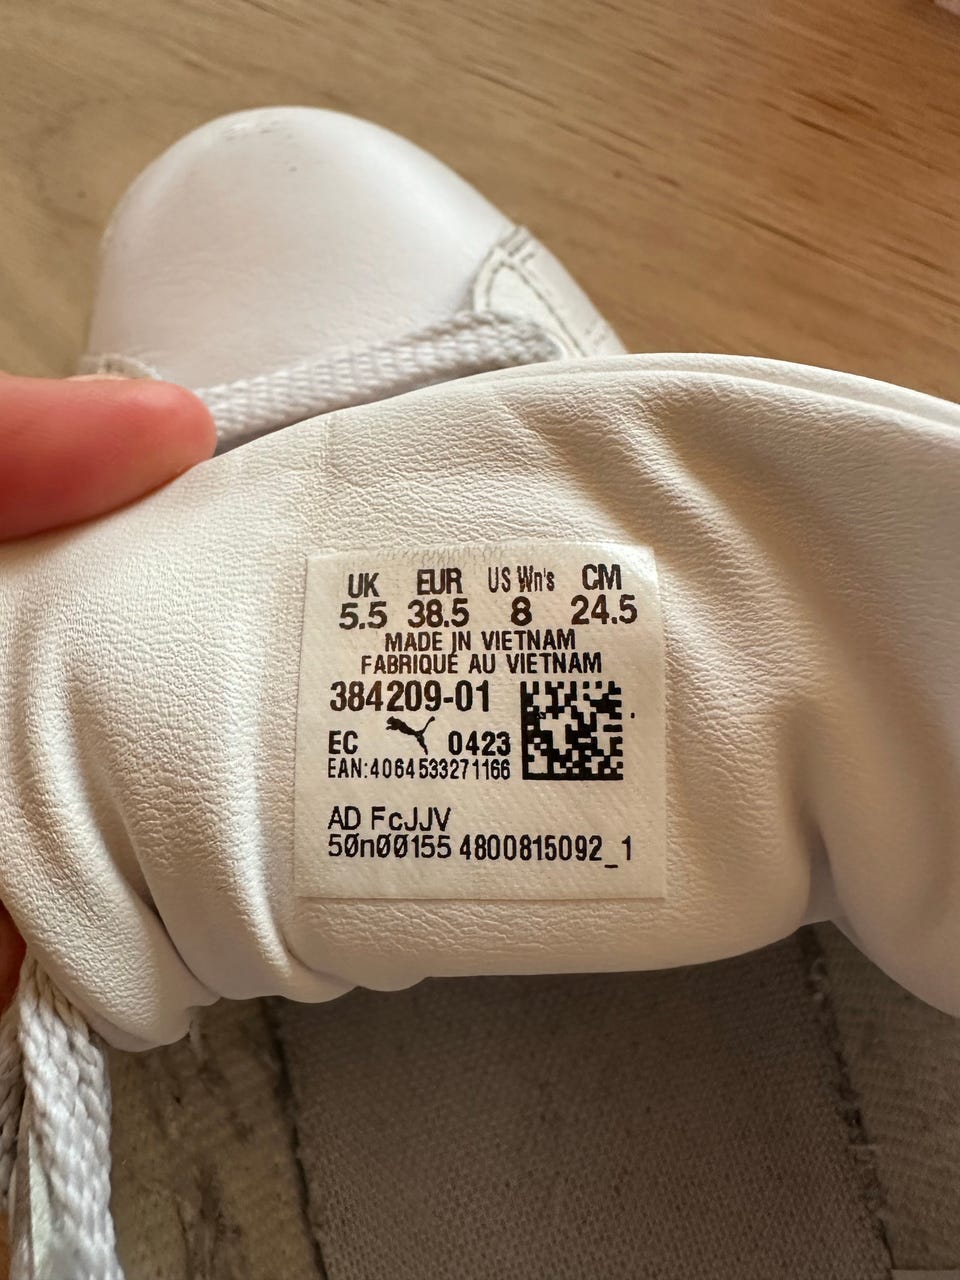 UK EUR US Wn's CM
5.5 38.5 8 24.5
MADE IN VIETNAM
FABRIQUÉ AU VIETNAM
384209-01
EC 0423
EAN:4064533271166
AD FcJJV
50n00155 4800815092_1